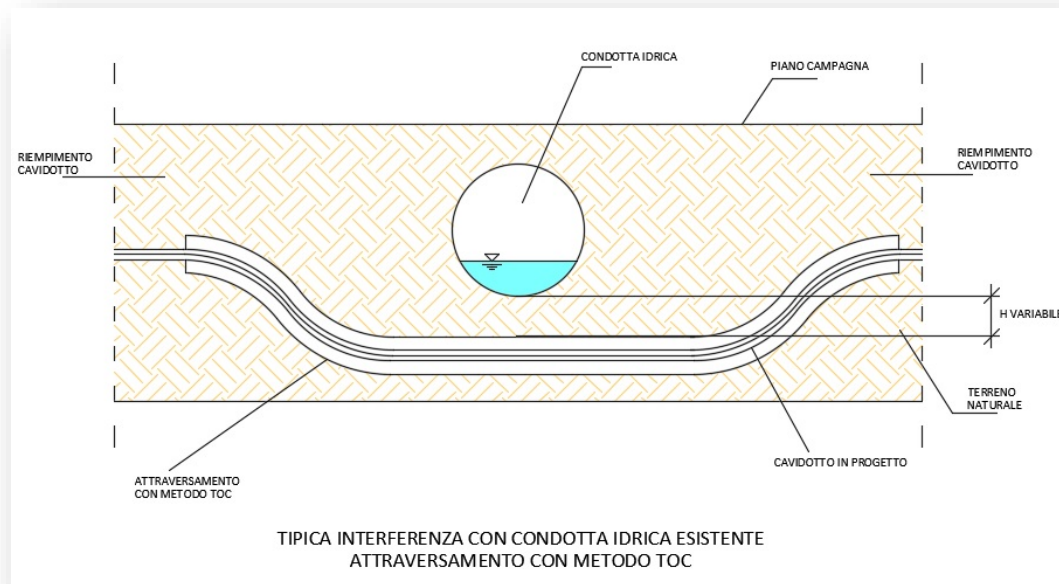 CONDOTTA IDRICA
PIANO CAMPAGNA
RIEMPIMENTO
CAVIDOTTO
RIEMPIMENTO
CAVIDOTTO
H VARIABILE
TERRENO
NATURALE
CAVIDOTTO IN PROGETTO
ATTRAVERSAMENTO
CON METODO TOC
TIPICA INTERFERENZA CON CONDOTTA IDRICA ESISTENTE
ATTRAVERSAMENTO CON METODO TOC